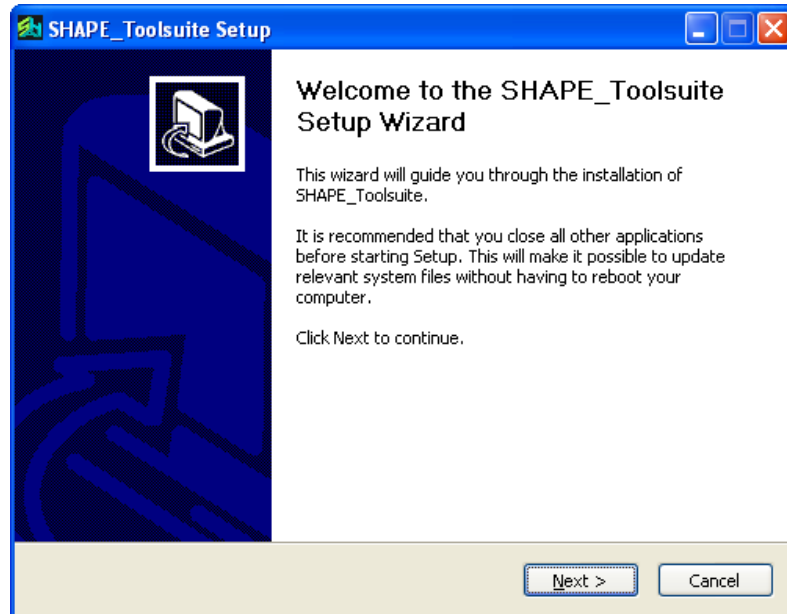 SHAPE_Toolsuite Setup
Welcome to the SHAPE_Toolsuite
Setup Wizard
This wizard will guide you through the installation of
SHAPE_Toolsuite.
It is recommended that you close all other applications
before starting Setup. This will make it possible to update
relevant system files without having to reboot your
computer.
Click Next to continue.
Next >
Cancel